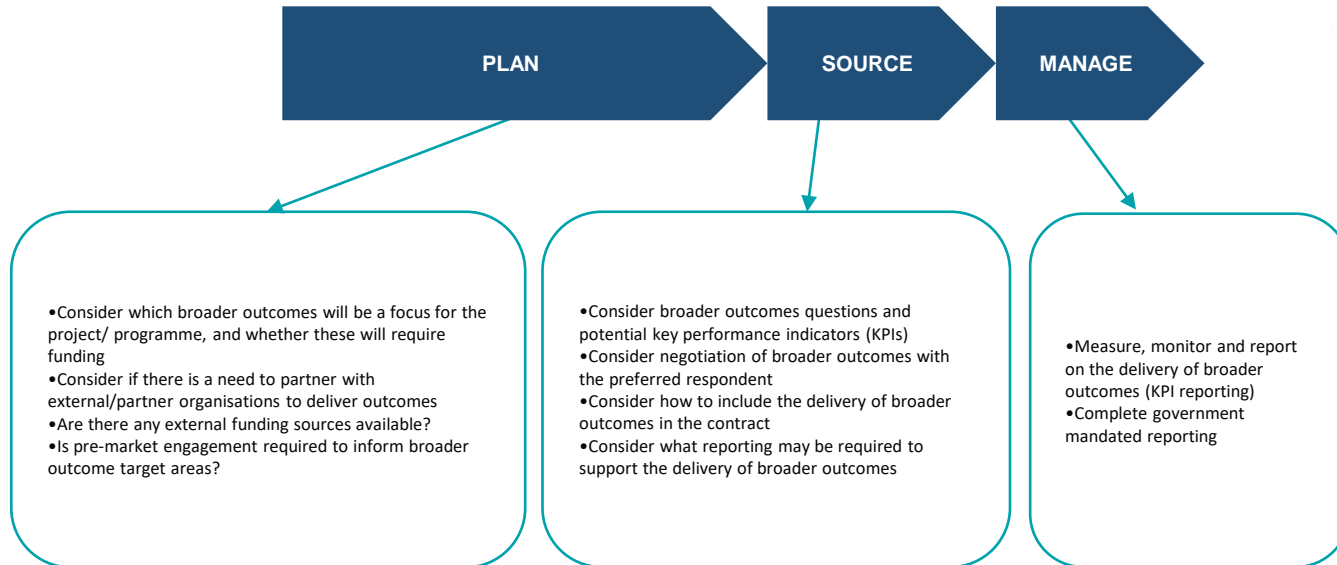 PLAN
SOURCE
MANAGE
•Consider which broader outcomes will be a focus for the
project/ programme, and whether these will require
funding
•Consider if there is a need to partner with
external/partner organisations to deliver outcomes
•Are there any external funding sources available?
•Is pre-market engagement required to inform broader
outcome target areas?
•Consider broader outcomes questions and
potential key performance indicators (KPIs)
•Consider negotiation of broader outcomes with
the preferred respondent
•Consider how to include the delivery of broader
outcomes in the contract
•Consider what reporting may be required to
support the delivery of broader outcomes
•Measure, monitor and report
on the delivery of broader
outcomes (KPI reporting)
•Complete government
mandated reporting